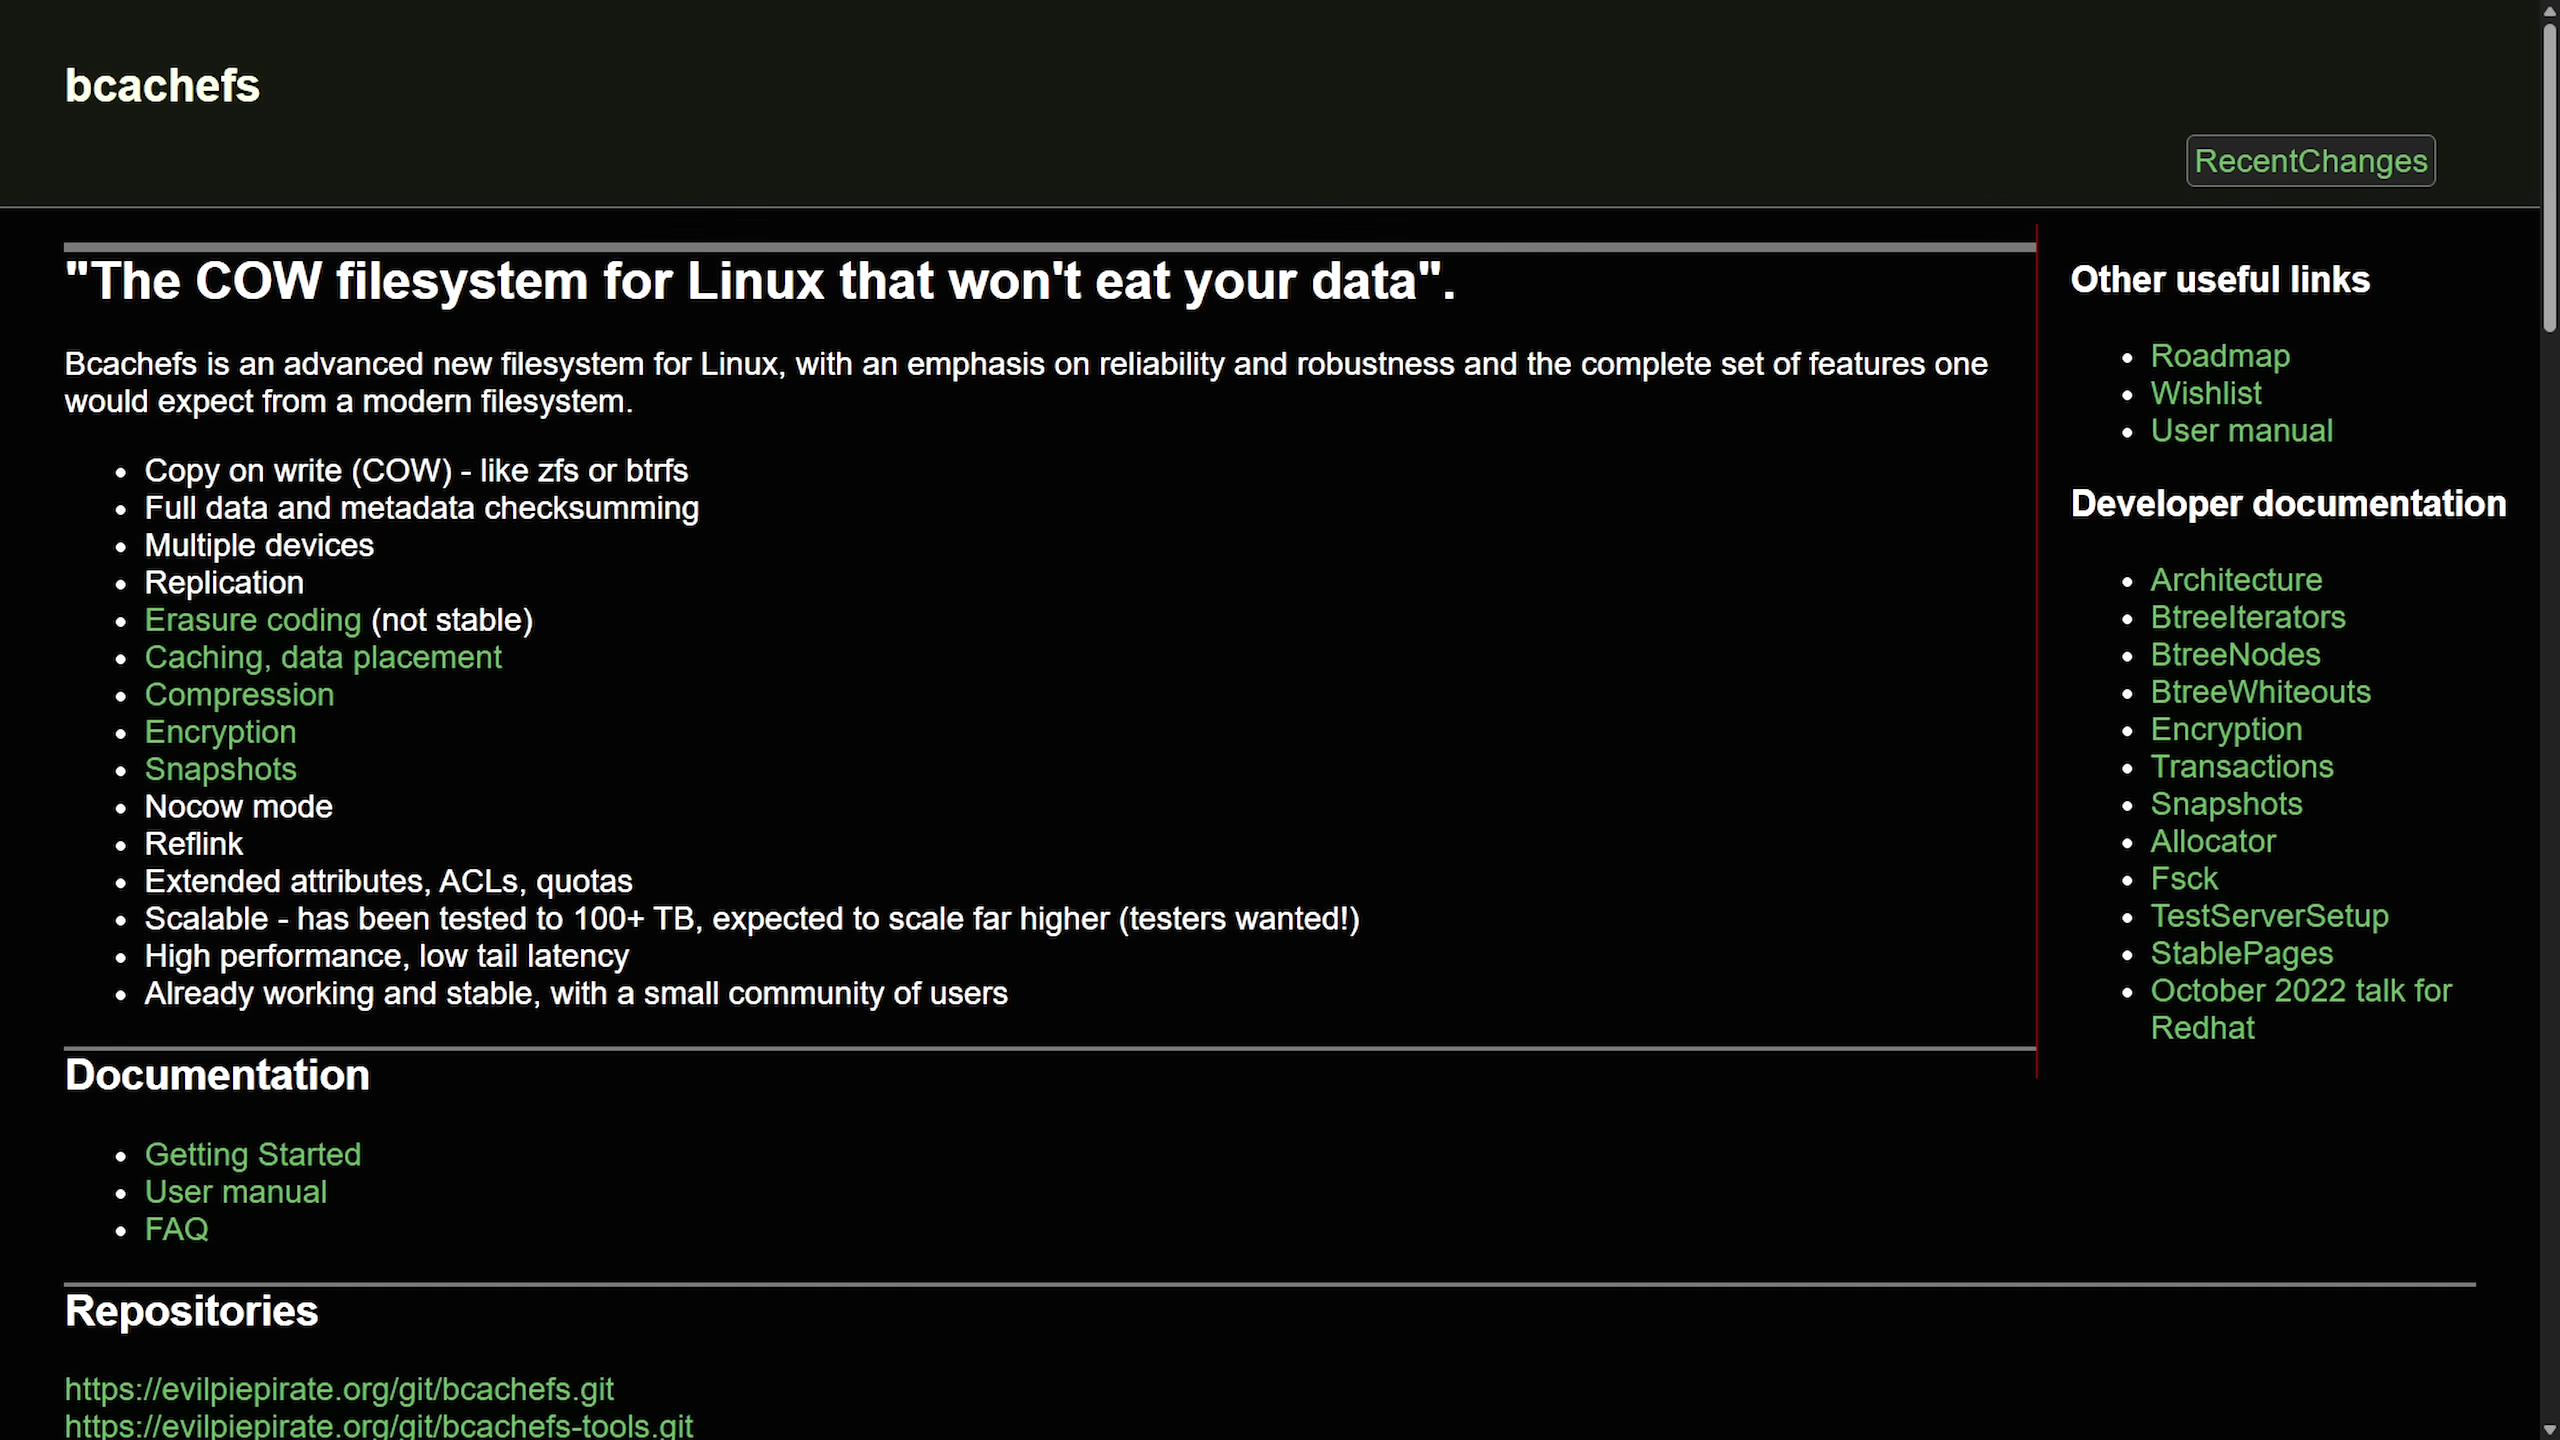 bcachefs
RecentChanges
"The COW filesystem for Linux that won't eat your data".
Bcachefs is an advanced new filesystem for Linux, with an emphasis on reliability and robustness and the complete set of features one
would expect from a modern filesystem.
Copy on write (COW) - like zfs or btrfs
Full data and metadata checksumming
Multiple devices
Replication
Erasure coding (not stable)
Caching, data placement
Compression
Encryption
Snapshots
Nocow mode
Reflink
Extended attributes, ACLs, quotas
Scalable - has been tested to 100+ TB, expected to scale far higher (testers wanted!)
High performance, low tail latency
Already working and stable, with a small community of users
Documentation
Getting Started
User manual
FAQ
Repositories
https://evilpiepirate.org/git/bcachefs.git
https://evilpiepirate.org/git/bcachefs-tools.git
Other useful links
Roadmap
Wishlist
User manual
Developer documentation
Architecture
BtreeIterators
BtreeNodes
BtreeWhiteouts
Encryption
Transactions
Snapshots
Allocator
Fsck
TestServerSetup
StablePages
October 2022 talk for
Redhat